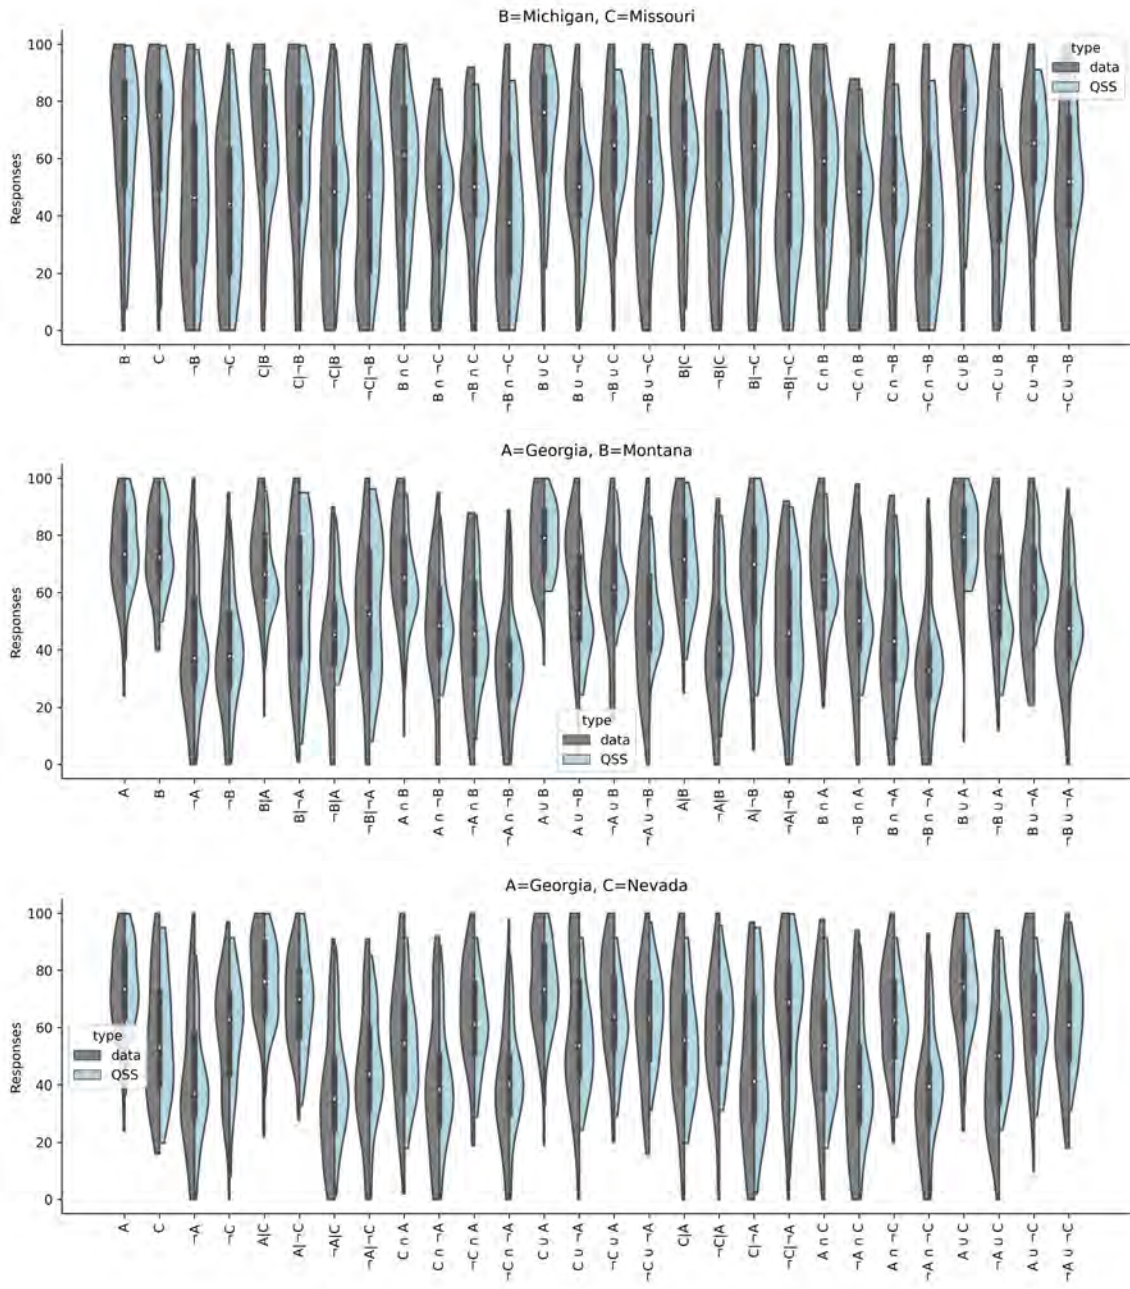 B=Michigan, C=Missouri
100
80
60
40
20
0
Responses
type
data
QSS
B
C
¬B
¬C
C|B
C|¬B
¬C|B
¬C|¬B
B ∩ C
B ∩ ¬C
¬B ∩ C
¬B ∩ ¬C
B ∪ C
B ∪ ¬C
¬B ∪ C
¬B ∪ ¬C
B|C
¬B|C
B|¬C
¬B|¬C
C ∩ B
¬C ∩ B
C ∩ ¬B
¬C ∩ ¬B
C ∪ B
¬C ∪ B
C ∪ ¬B
¬C ∪ ¬B
A=Georgia, B=Montana
100
80
60
40
20
0
Responses
type
data
QSS
A
B
¬A
¬B
B|A
B|¬A
¬B|A
¬B|¬A
A ∩ B
A ∩ ¬B
¬A ∩ B
¬A ∩ ¬B
A ∪ B
A ∪ ¬B
¬A ∪ B
¬A ∪ ¬B
A|B
¬A|B
A|¬B
¬A|¬B
B ∩ A
¬B ∩ A
B ∩ ¬A
¬B ∩ ¬A
B ∪ A
¬B ∪ A
B ∪ ¬A
¬B ∪ ¬A
A=Georgia, C=Nevada
100
80
60
40
20
0
Responses
type
data
QSS
A
C
¬A
¬C
A|C
A|¬C
¬A|C
¬A|¬C
C ∩ A
C ∩ ¬A
¬C ∩ A
¬C ∩ ¬A
C ∪ A
C ∪ ¬A
¬C ∪ A
¬C ∪ ¬A
C|A
¬C|A
C|¬A
¬C|¬A
A ∩ C
¬A ∩ C
A ∩ ¬C
¬A ∩ ¬C
A ∪ C
¬A ∪ C
A ∪ ¬C
¬A ∪ ¬C